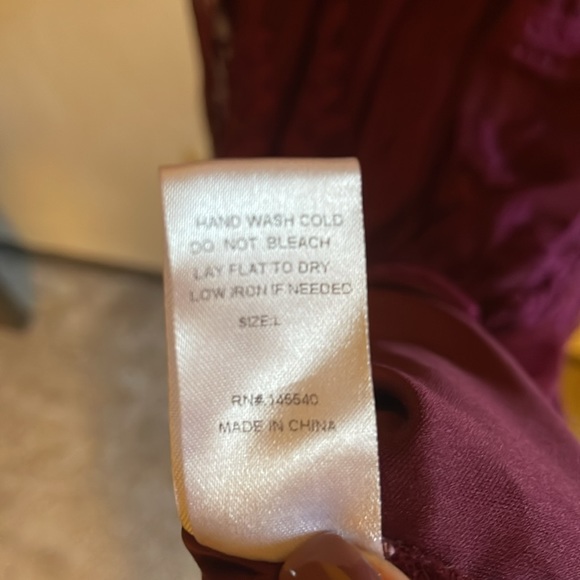 HAND WASH COLD
DO NOT BLEACH
LAY FLAT TO DRY
LOW IRON IF NEEDED
SIZE:L
RN# 145540
MADE IN CHINA